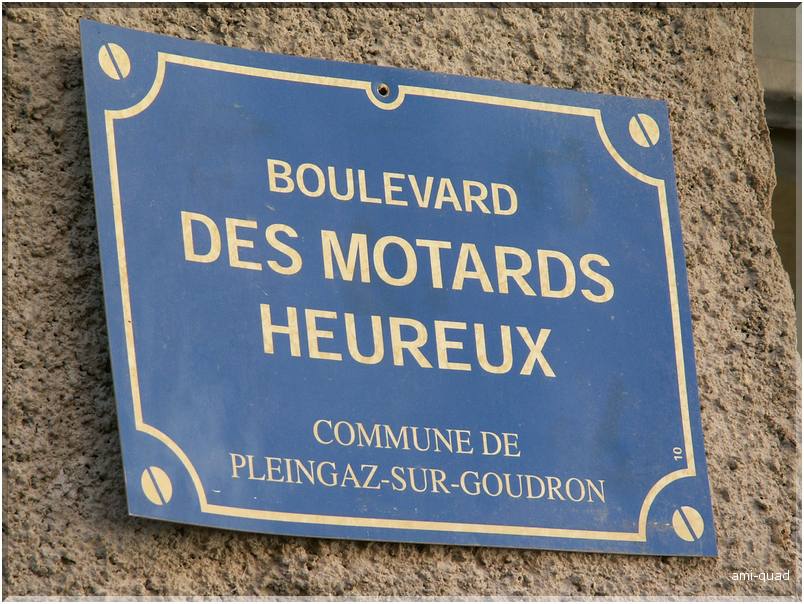 BOULEVARD
DES MOTARDS
HEUREUX
COMMUNE DE
PLEINGAZ-SUR-GOUDRON
10
ami-quad